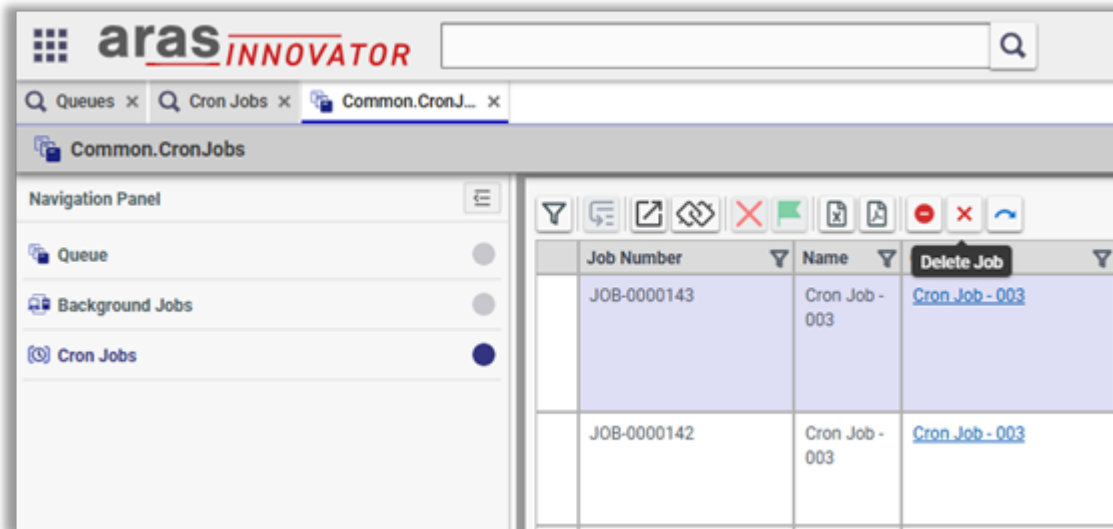 aras INNOVATOR
Queues × Cron Jobs × Common.CronJ... ×
Common.CronJobs
Navigation Panel
Queue
Background Jobs
Cron Jobs
Delete Job
Job Number Name
JOB-0000143 Cron Job - Cron Job - 003
003
JOB-0000142 Cron Job - Cron Job - 003
003